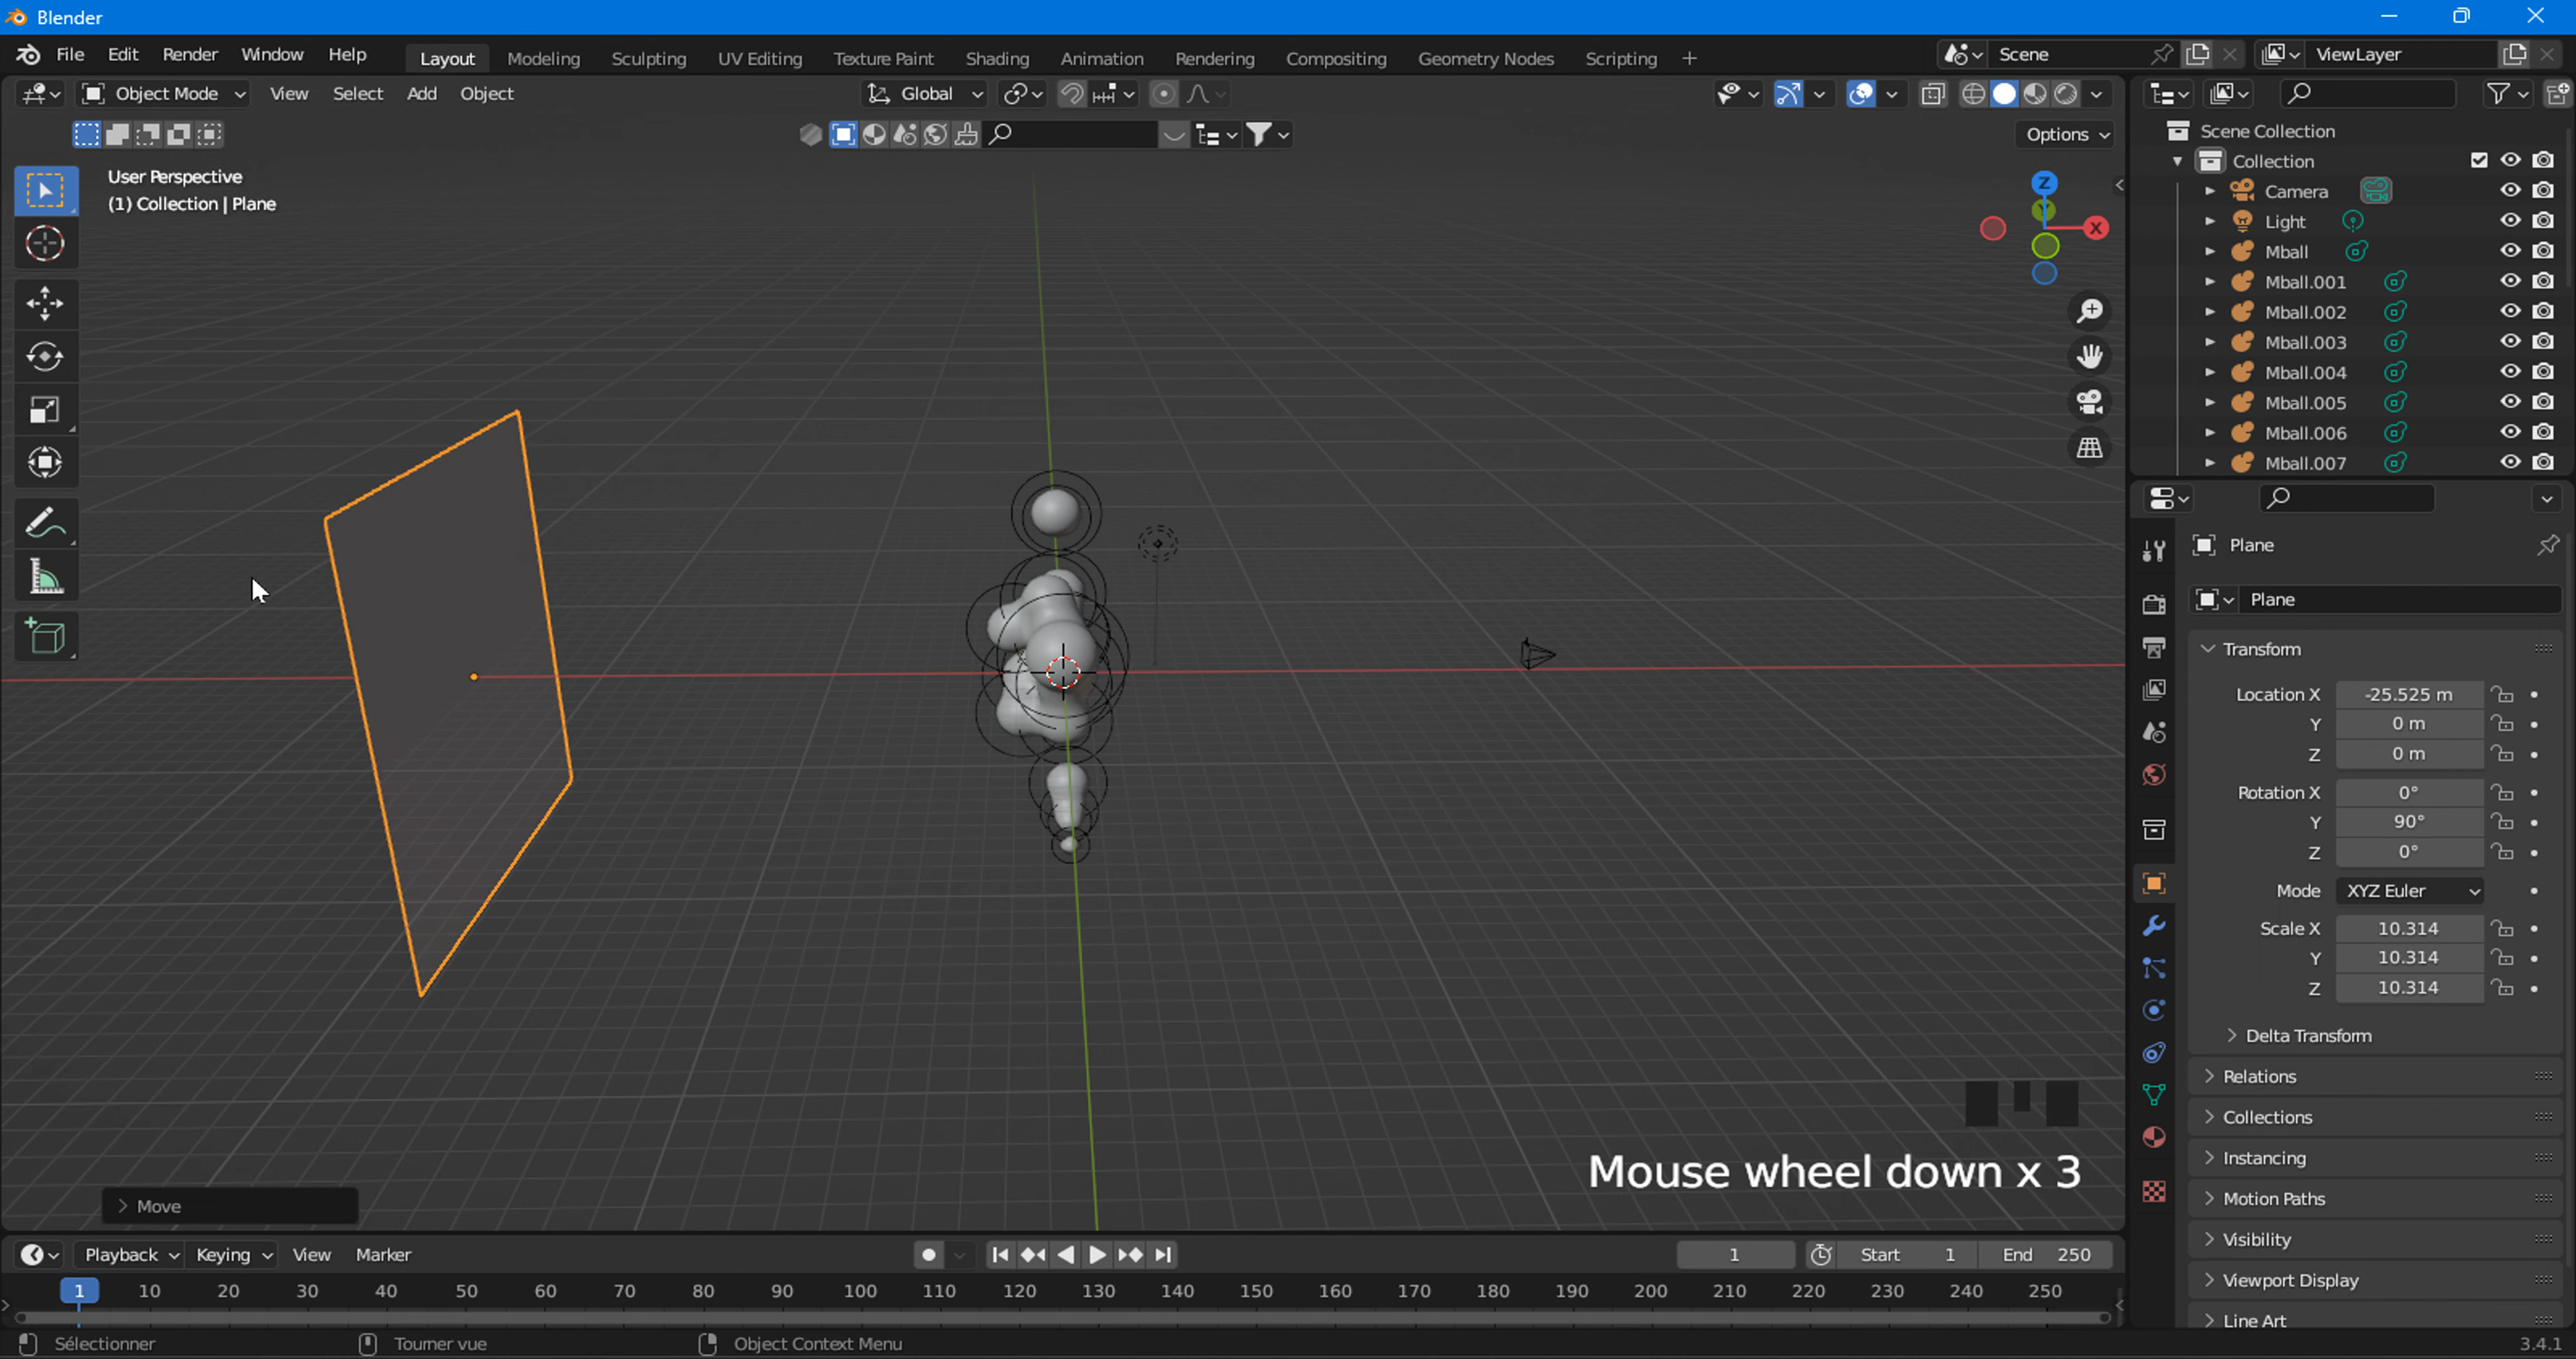 Blender
File Edit Render Window Help Layout Modeling Sculpting UV Editing Texture Paint Shading Animation Rendering Compositing Geometry Nodes Scripting + Scene ViewLayer
Object Mode View Select Add Object Global
Options
User Perspective
(1) Collection | Plane
Z
Y
X
Scene Collection
Collection
Camera
Light
Mball
Mball.001
Mball.002
Mball.003
Mball.004
Mball.005
Mball.006
Mball.007
Plane
Plane
Transform
Location X -25.525 m
Y 0 m
Z 0 m
Rotation X 0°
Y 90°
Z 0°
Mode XYZ Euler
Scale X 10.314
Y 10.314
Z 10.314
Delta Transform
Relations
Collections
Instancing
Motion Paths
Visibility
Viewport Display
Line Art
Mouse wheel down x 3
Move
Playback Keying View Marker 1 Start 1 End 250
1 10 20 30 40 50 60 70 80 90 100 110 120 130 140 150 160 170 180 190 200 210 220 230 240 250
Sélectionner Tourner vue Object Context Menu 3.4.1